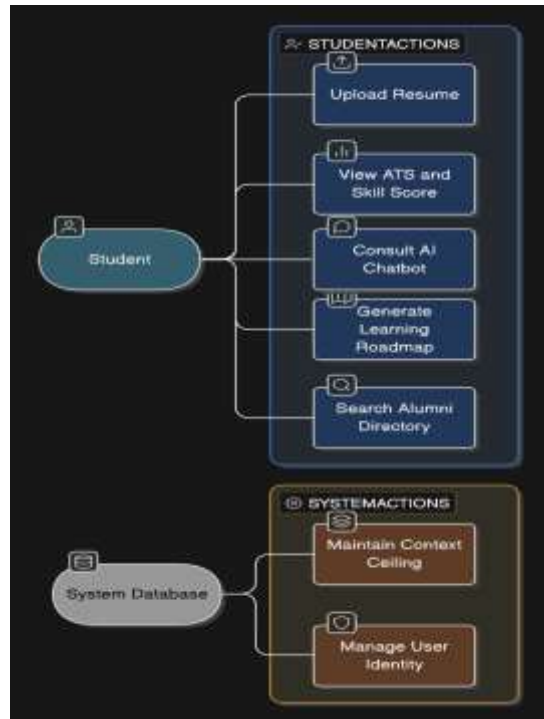 STUDENTACTIONS
Upload Resume
View ATS and
Skill Score
Student
Consult AI
Chatbot
Generate
Learning
Roadmap
Search Alumni
Directory
SYSTEMACTIONS
Maintain Context
Ceiling
System Database
Manage User
Identity